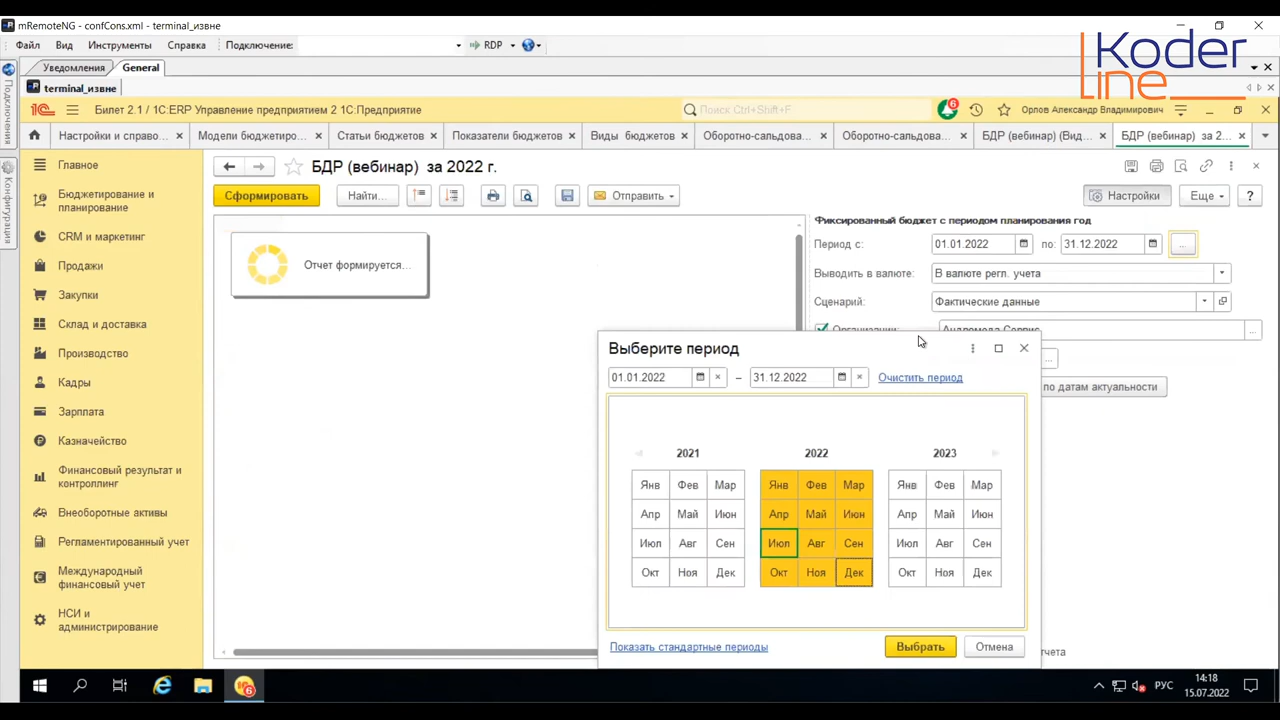 mRemoteNG - confCons.xml - terminal_извне
Koder
line
Файл Вид Инструменты Справка Подключение: RDP
Уведомления General
Подключения
terminal_извне
Билет 2.1 / 1С:ERP Управление предприятием 2 1С:Предприятие Поиск Ctrl+Shift+F 6 Орлов Александр Владимирович
Настройки и справо... Модели бюджетиро... Статьи бюджетов Показатели бюджетов Виды бюджетов Оборотно-сальдова... Оборотно-сальдова... БДР (вебинар) (Вид... БДР (вебинар) за 2...
Конфигурация
Главное
БДР (вебинар) за 2022 г.
Бюджетирование и
планирование
Сформировать Найти... Отправить Настройки Еще ?
CRM и маркетинг
Продажи
Закупки
Склад и доставка
Производство
Кадры
Зарплата
Казначейство
Финансовый результат и
контроллинг
Внеоборотные активы
Регламентированный учет
Международный
финансовый учет
НСИ и
администрирование
Отчет формируется...
Фиксированный бюджет с периодом планирования год
Период с: 01.01.2022 по: 31.12.2022 ...
Выводить в валюте: В валюте регл. учета
Сценарий: Фактические данные
Организации: Андромеда Сервис ...
...
по датам актуальности
Выберите период
01.01.2022 – 31.12.2022 Очистить период
2021 2022 2023
Янв Фев Мар Янв Фев Мар Янв Фев Мар
Апр Май Июн Апр Май Июн Апр Май Июн
Июл Авг Сен Июл Авг Сен Июл Авг Сен
Окт Ноя Дек Окт Ноя Дек Окт Ноя Дек
Показать стандартные периоды Выбрать Отмена
6 РУС 14:18
15.07.2022